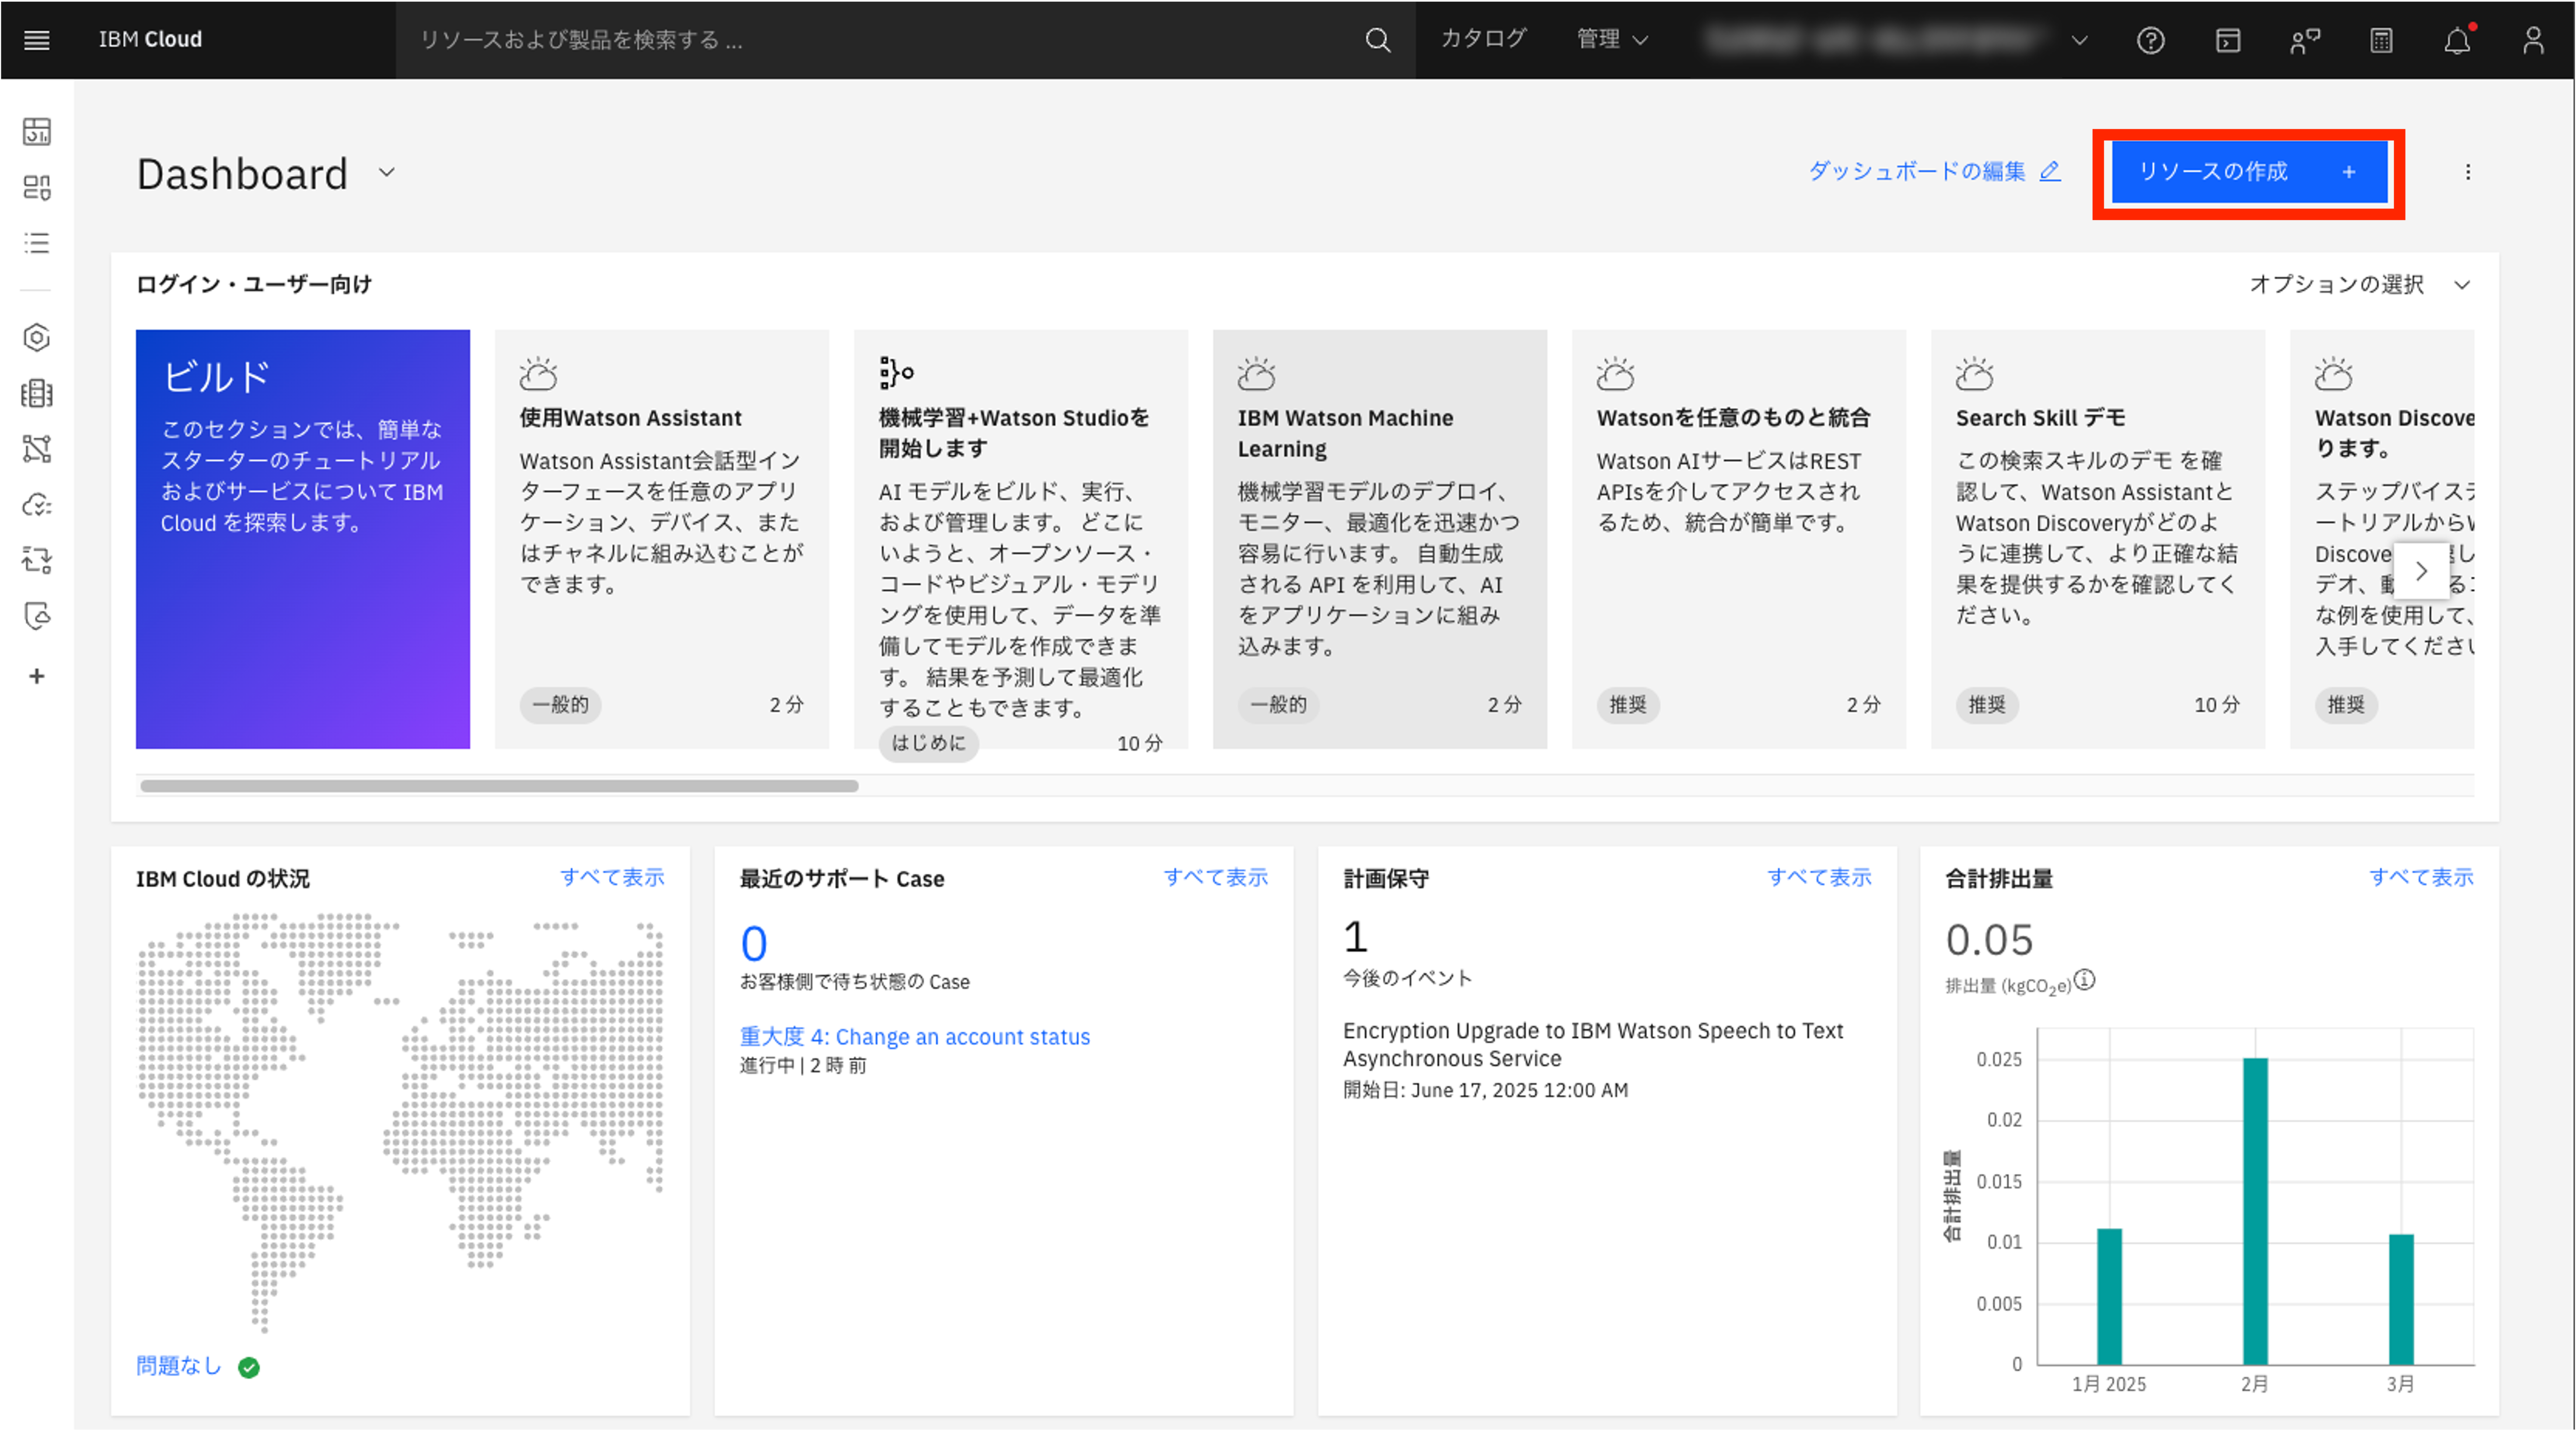 IBM Cloud
リソースおよび製品を検索する ...
カタログ
管理
Dashboard
ダッシュボードの編集
リソースの作成 +
ログイン・ユーザー向け
オプションの選択
ビルド
このセクションでは、簡単な
スターターのチュートリアル
およびサービスについて IBM
Cloud を探索します。
使用Watson Assistant
Watson Assistant会話型イン
ターフェースを任意のアプリ
ケーション、デバイス、また
はチャネルに組み込むことが
できます。
一般的
2 分
機械学習+Watson Studioを
開始します
AI モデルをビルド、実行、
および管理します。 どこに
いようと、オープンソース・
コードやビジュアル・モデリ
ングを使用して、データを準
備してモデルを作成できま
す。 結果を予測して最適化
することもできます。
はじめに
10 分
IBM Watson Machine
Learning
機械学習モデルのデプロイ、
モニター、最適化を迅速かつ
容易に行います。 自動生成
される API を利用して、AI
をアプリケーションに組み
込みます。
一般的
2 分
Watsonを任意のものと統合
Watson AIサービスはREST
APIsを介してアクセスされ
るため、統合が簡単です。
推奨
2 分
Search Skill デモ
この検索スキルのデモ を確
認して、Watson Assistantと
Watson Discoveryがどのよ
うに連携して、より正確な結
果を提供するかを確認してく
ださい。
推奨
10 分
Watson Discove
ります。
ステップバイステ
ートリアルから
Discove
デオ、動
な例を使用して、
入手してください
推奨
IBM Cloud の状況
すべて表示
問題なし
最近のサポート Case
すべて表示
0
お客様側で待ち状態の Case
重大度 4: Change an account status
進行中 | 2 時 前
計画保守
すべて表示
1
今後のイベント
Encryption Upgrade to IBM Watson Speech to Text
Asynchronous Service
開始日: June 17, 2025 12:00 AM
合計排出量
すべて表示
0.05
排出量 (kgCO₂e)
合計排出量
0.025
0.02
0.015
0.01
0.005
0
1月 2025
2月
3月